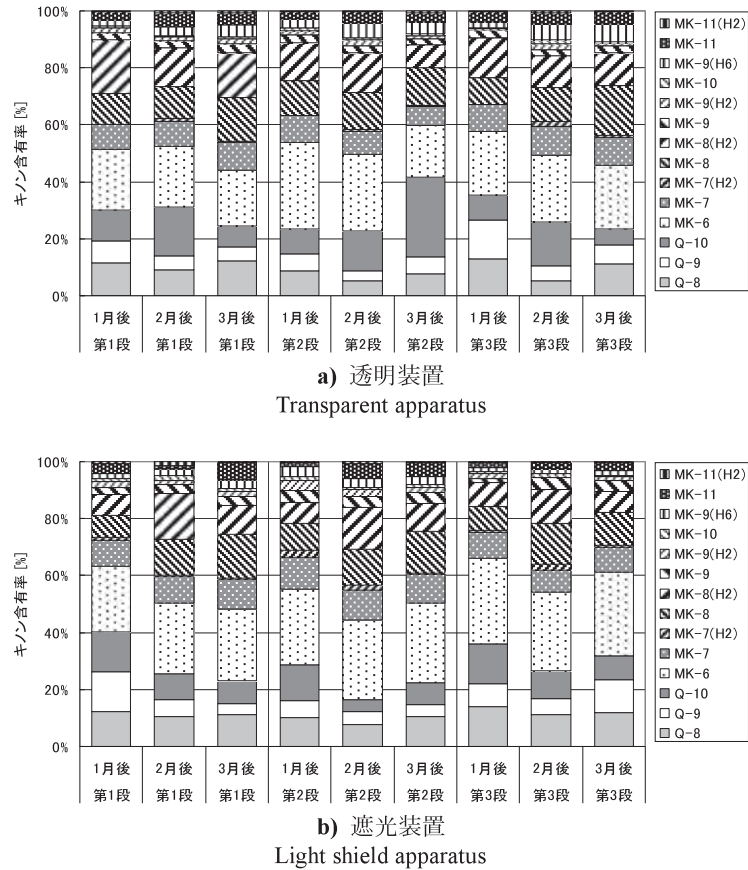 キノン含有率 [%]
100%
80%
60%
40%
20%
0%
1月後 2月後 3月後 1月後 2月後 3月後 1月後 2月後 3月後
第1段 第1段 第1段 第2段 第2段 第2段 第3段 第3段 第3段
MK-11(H2)
MK-11
MK-9(H6)
MK-10
MK-9(H2)
MK-9
MK-8(H2)
MK-8
MK-7(H2)
MK-7
MK-6
Q-10
Q-9
Q-8
a) 透明装置
Transparent apparatus
キノン含有率 [%]
100%
80%
60%
40%
20%
0%
1月後 2月後 3月後 1月後 2月後 3月後 1月後 2月後 3月後
第1段 第1段 第1段 第2段 第2段 第2段 第3段 第3段 第3段
MK-11(H2)
MK-11
MK-9(H6)
MK-10
MK-9(H2)
MK-9
MK-8(H2)
MK-8
MK-7(H2)
MK-7
MK-6
Q-10
Q-9
Q-8
b) 遮光装置
Light shield apparatus